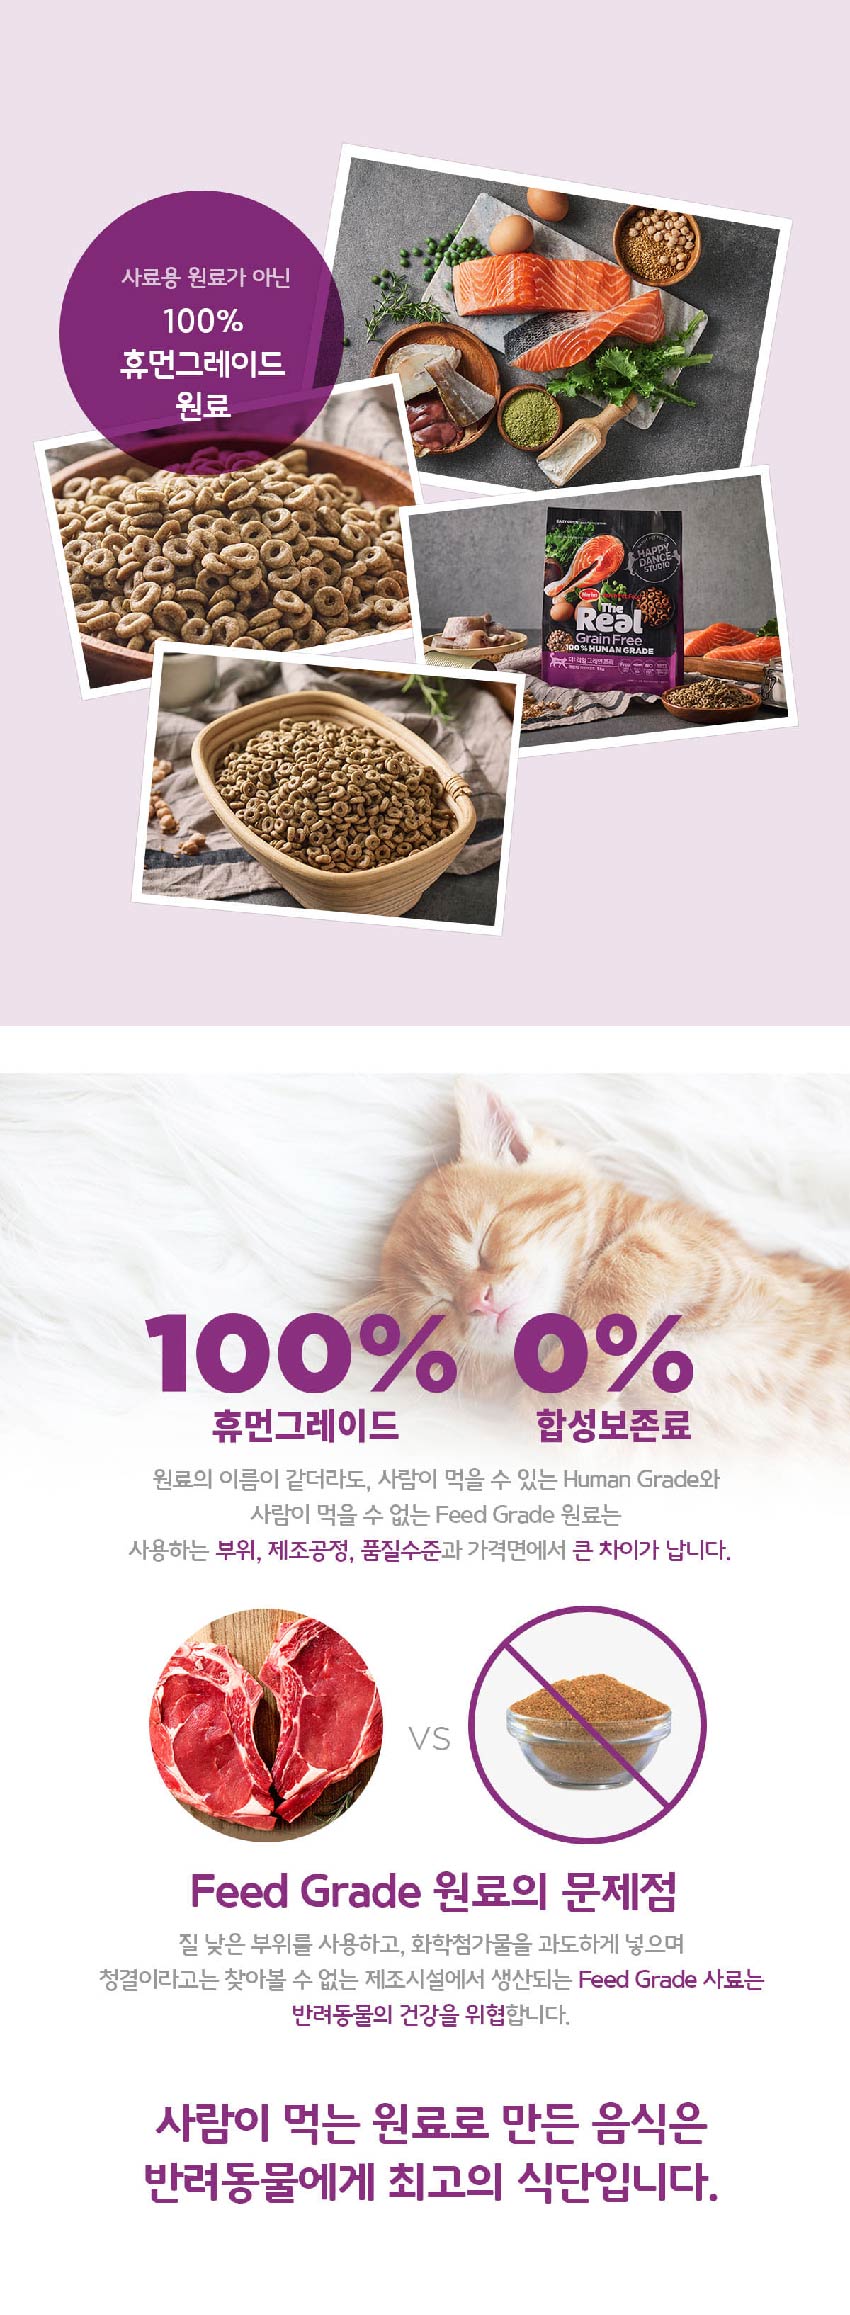 사료용 원료가 아닌
100%
휴먼그레이드
원료
HAPPY
DANCE
STUDIO
The
Real
Grain Free
100% HUMAN GRADE
100% 0%
휴먼그레이드 합성보존료
원료의 이름이 같더라도, 사람이 먹을 수 있는 Human Grade와
사람이 먹을 수 없는 Feed Grade 원료는
사용하는 부위, 제조공정, 품질수준과 가격면에서 큰 차이가 납니다.
VS
Feed Grade 원료의 문제점
질 낮은 부위를 사용하고, 화학첨가물을 과도하게 넣으며
청결이라고는 찾아볼 수 없는 제조시설에서 생산되는 Feed Grade 사료는
반려동물의 건강을 위협합니다.
사람이 먹는 원료로 만든 음식은
반려동물에게 최고의 식단입니다.